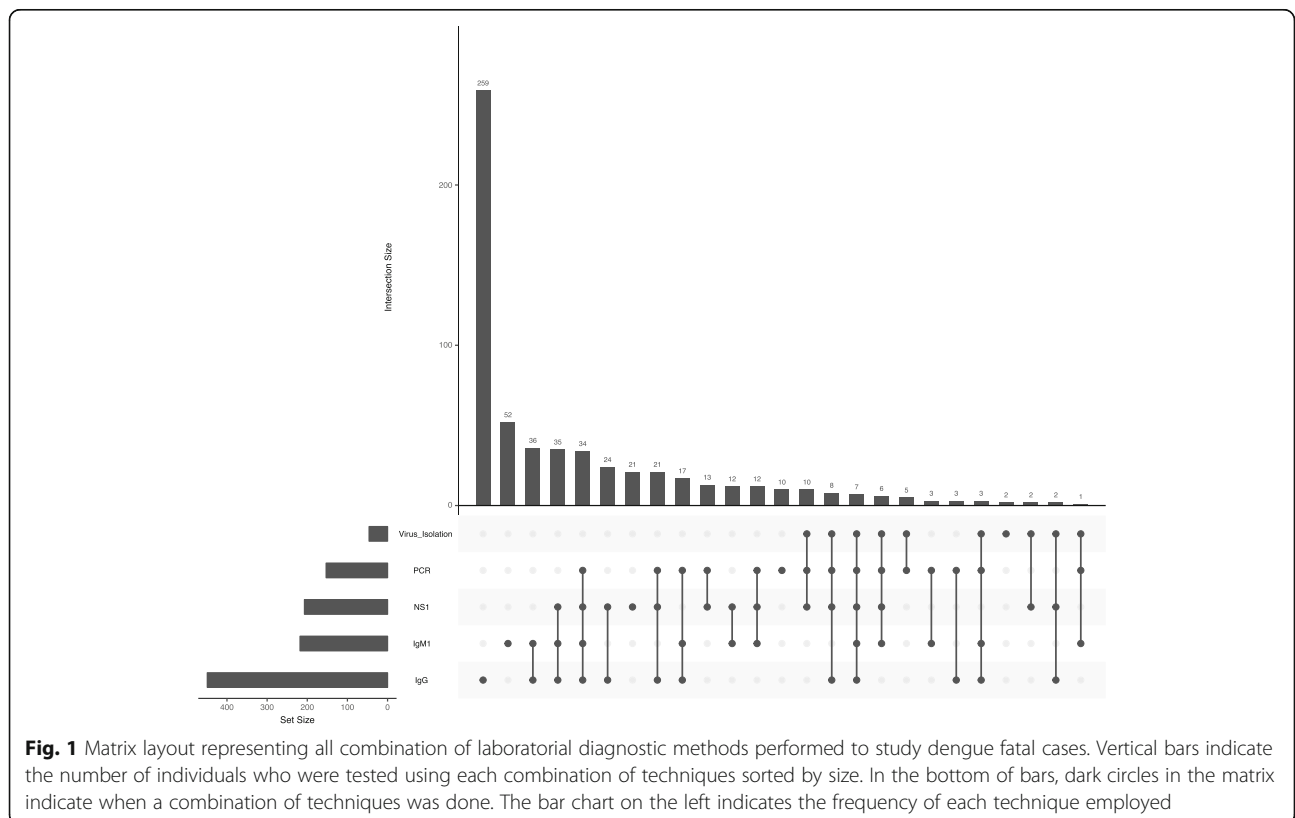 259
200
100
0
Intersection Size
52
36
35
34
24
21
21
17
13
12
12
10
10
8
7
6
5
3
3
3
2
2
2
1
Virus_Isolation
PCR
NS1
IgM1
IgG
400 300 200 100 0
Set Size
Fig. 1 Matrix layout representing all combination of laboratorial diagnostic methods performed to study dengue fatal cases. Vertical bars indicate
the number of individuals who were tested using each combination of techniques sorted by size. In the bottom of bars, dark circles in the matrix
indicate when a combination of techniques was done. The bar chart on the left indicates the frequency of each technique employed